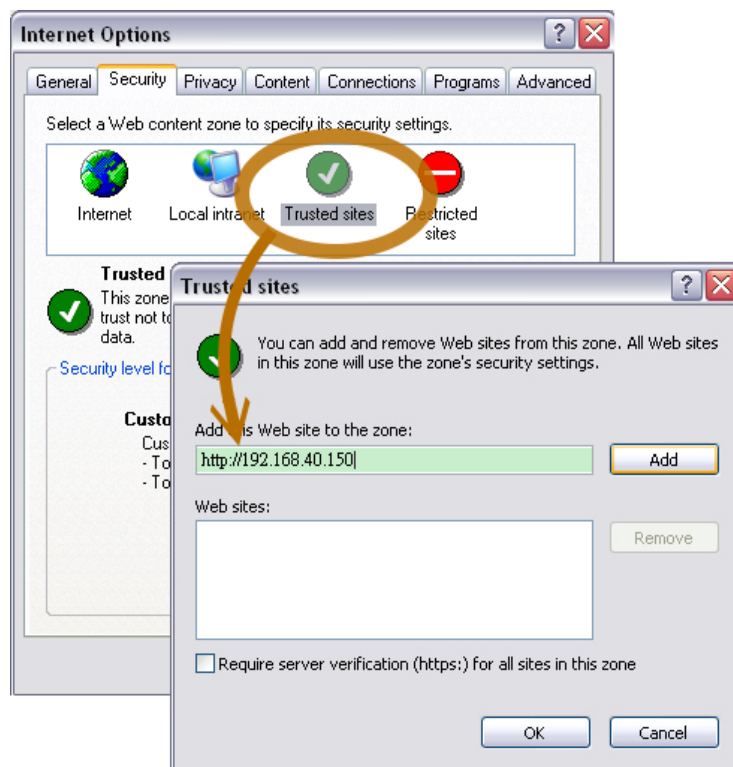 Internet Options
General Security Privacy Content Connections Programs Advanced
Select a Web content zone to specify its security settings.
Internet Local intranet Trusted sites Restricted
sites
Trusted
This zone
trust not to
data.
Security level fo
Custo
Cus
- To
- To
Trusted sites
You can add and remove Web sites from this zone. All Web sites
in this zone will use the zone's security settings.
Add this Web site to the zone:
http://192.168.40.150
Add
Web sites:
Remove
Require server verification (https:) for all sites in this zone
OK Cancel